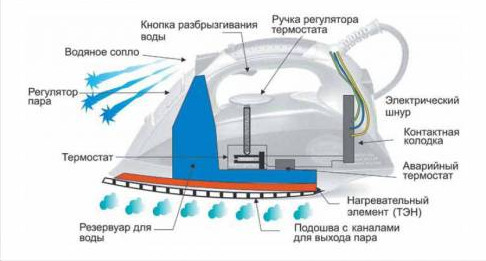 Кнопка разбрызгивания
воды
Ручка регулятора
термостата
Водяное сопло
Регулятор
пара
Электрический
шнур
Контактная
колодка
Термостат
Аварийный
термостат
Нагревательный
элемент (ТЭН)
Резервуар для
воды
Подошва с каналами
для выхода пара